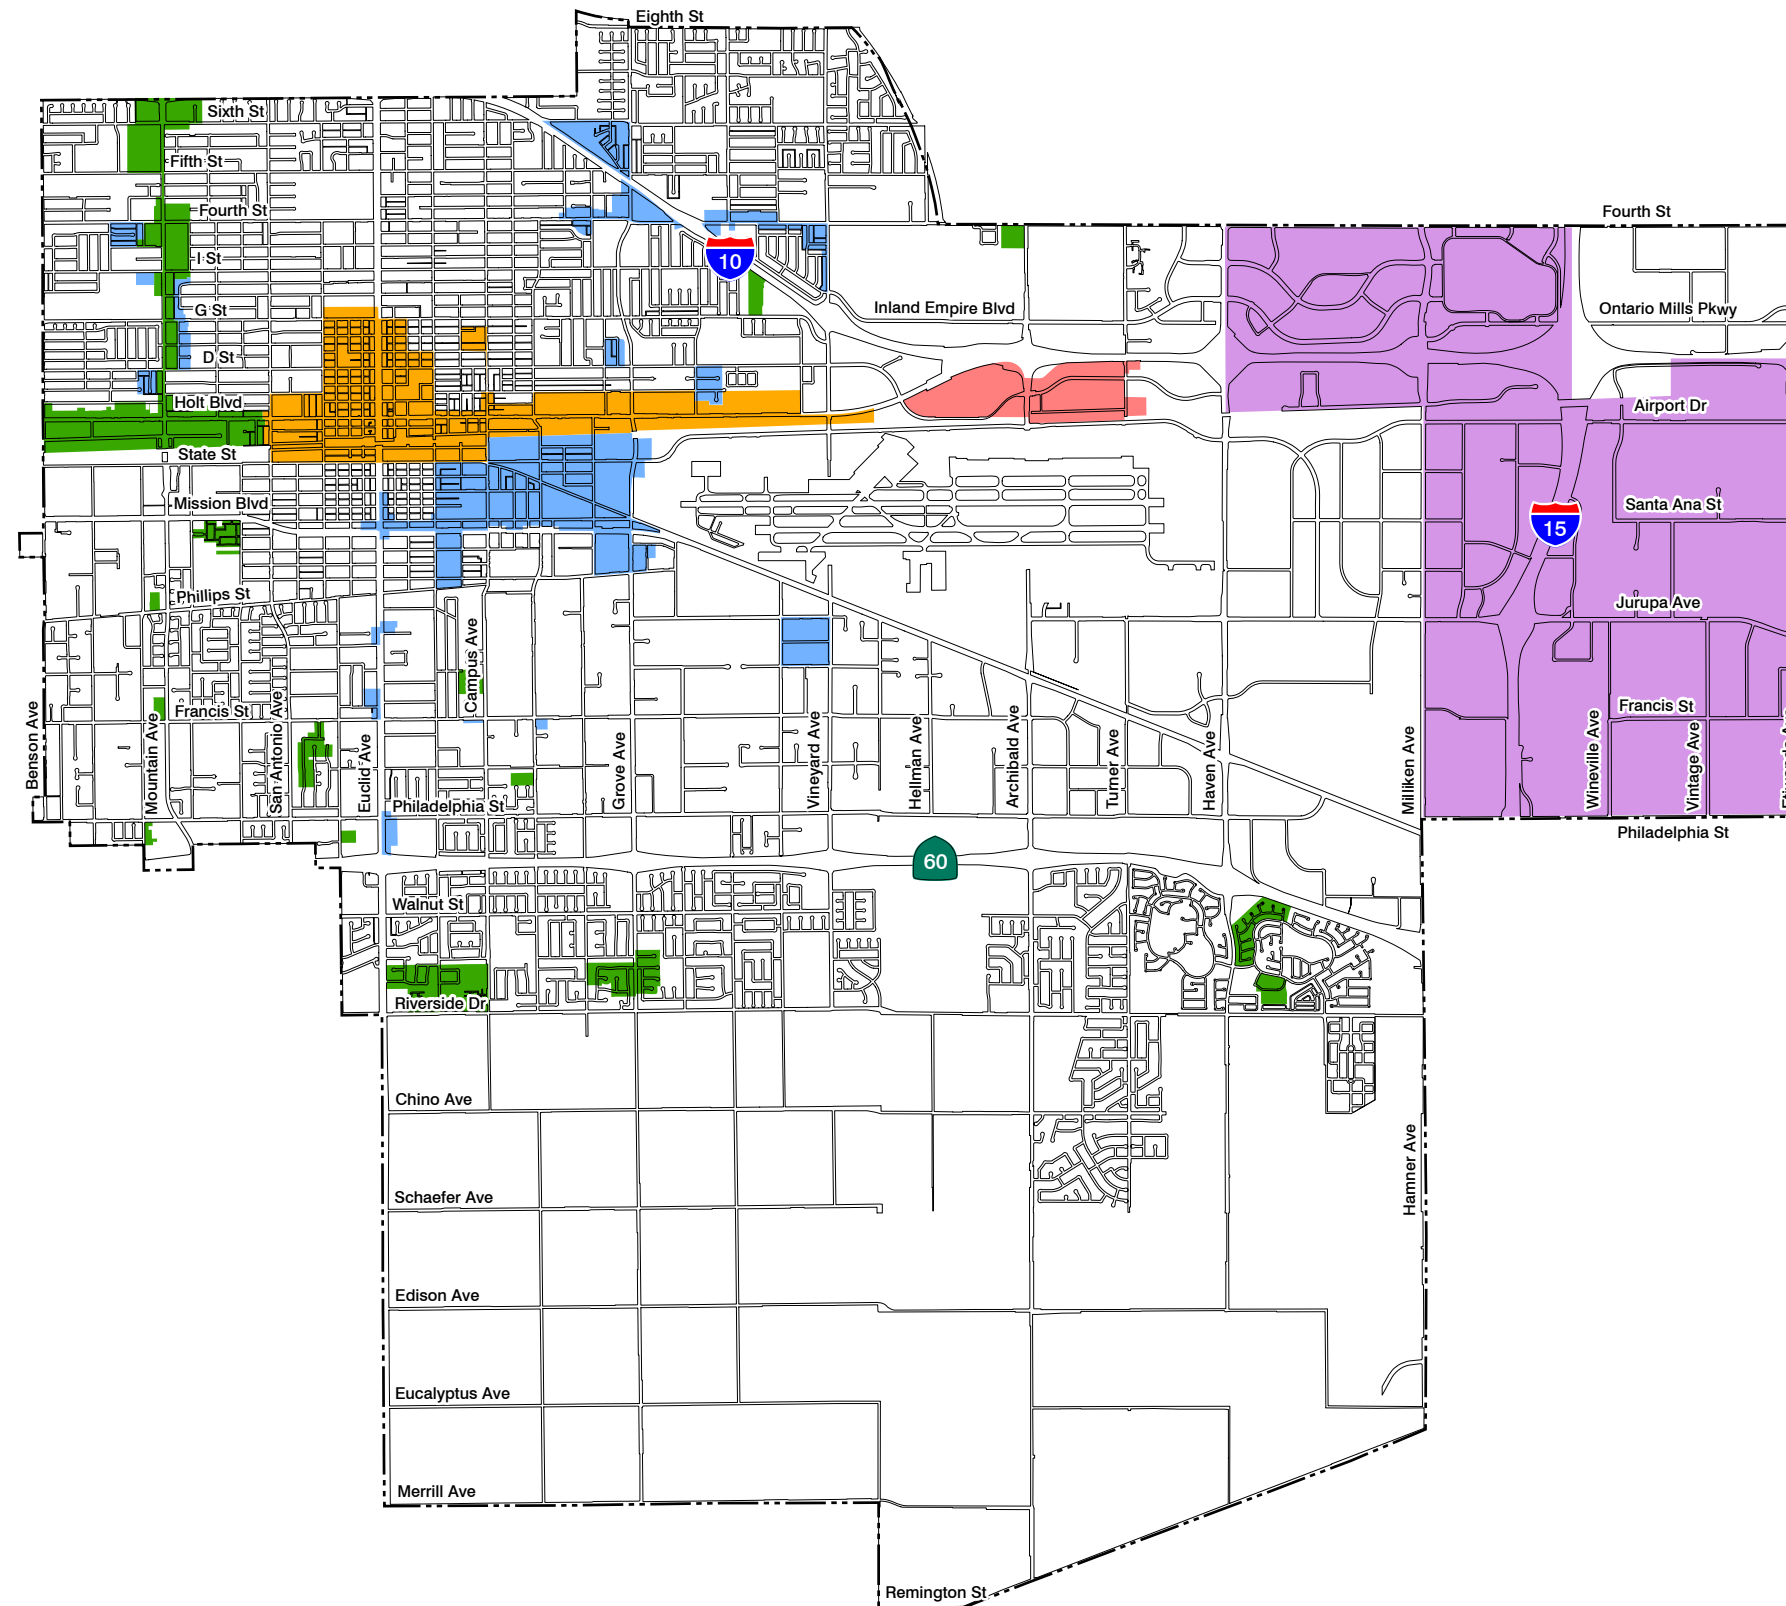 Eighth St
Sixth St
Fifth St
Fourth St
Fourth St
I St
10
G St
Inland Empire Blvd
Ontario Mills Pkwy
D St
Holt Blvd
Airport Dr
State St
Mission Blvd
Santa Ana St
15
Phillips St
Jurupa Ave
Campus Ave
Francis St
Francis St
Benson Ave
Mountain Ave
San Antonio Ave
Euclid Ave
Grove Ave
Vineyard Ave
Hellman Ave
Archibald Ave
Turner Ave
Haven Ave
Milliken Ave
Wineville Ave
Vintage Ave
Philadelphia St
Philadelphia St
60
Walnut St
Riverside Dr
Chino Ave
Hamner Ave
Schaefer Ave
Edison Ave
Eucalyptus Ave
Merrill Ave
Remington St